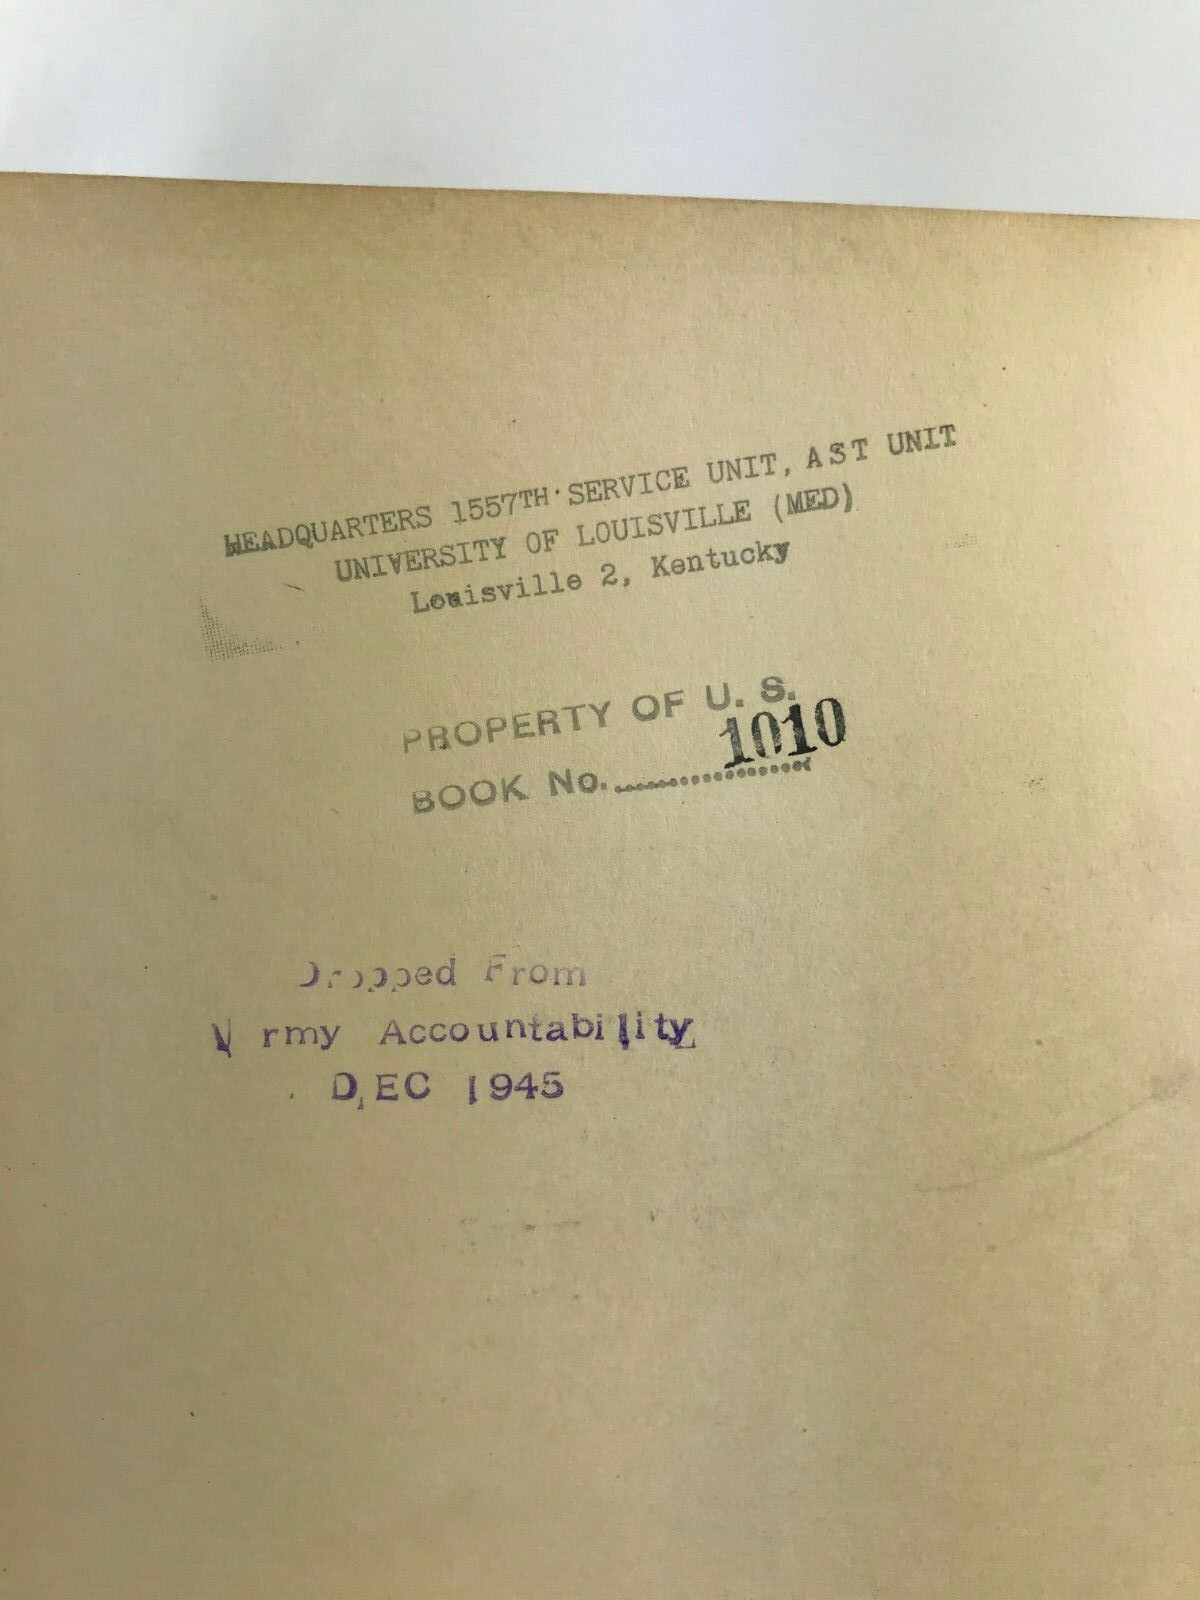 HEADQUARTERS 1557TH SERVICE UNIT, AST UNIT
UNIVERSITY OF LOUISVILLE (MED)
Louisville 2, Kentucky
PROPERTY OF U. S.
1010
BOOK No...................
Dropped From
Army Accountability
DEC 1945